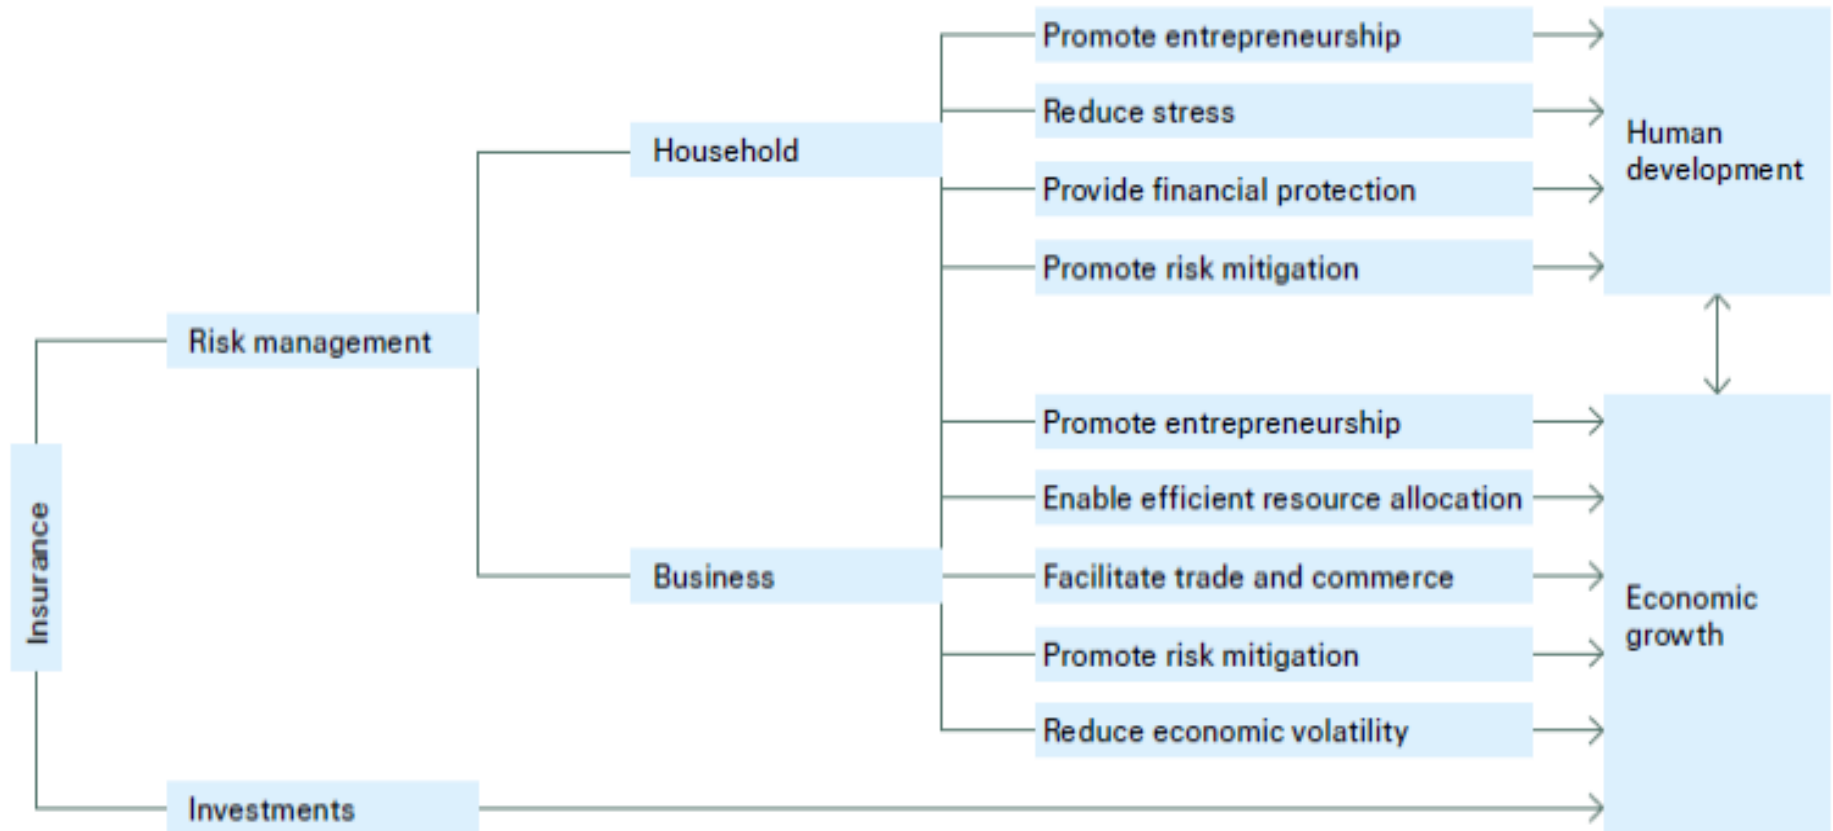 Promote entrepreneurship
Reduce stress
Household
Provide financial protection
Promote risk mitigation
Human
development
Risk management
Promote entrepreneurship
Enable efficient resource allocation
Insurance
Business
Facilitate trade and commerce
Promote risk mitigation
Reduce economic volatility
Economic
growth
Investments